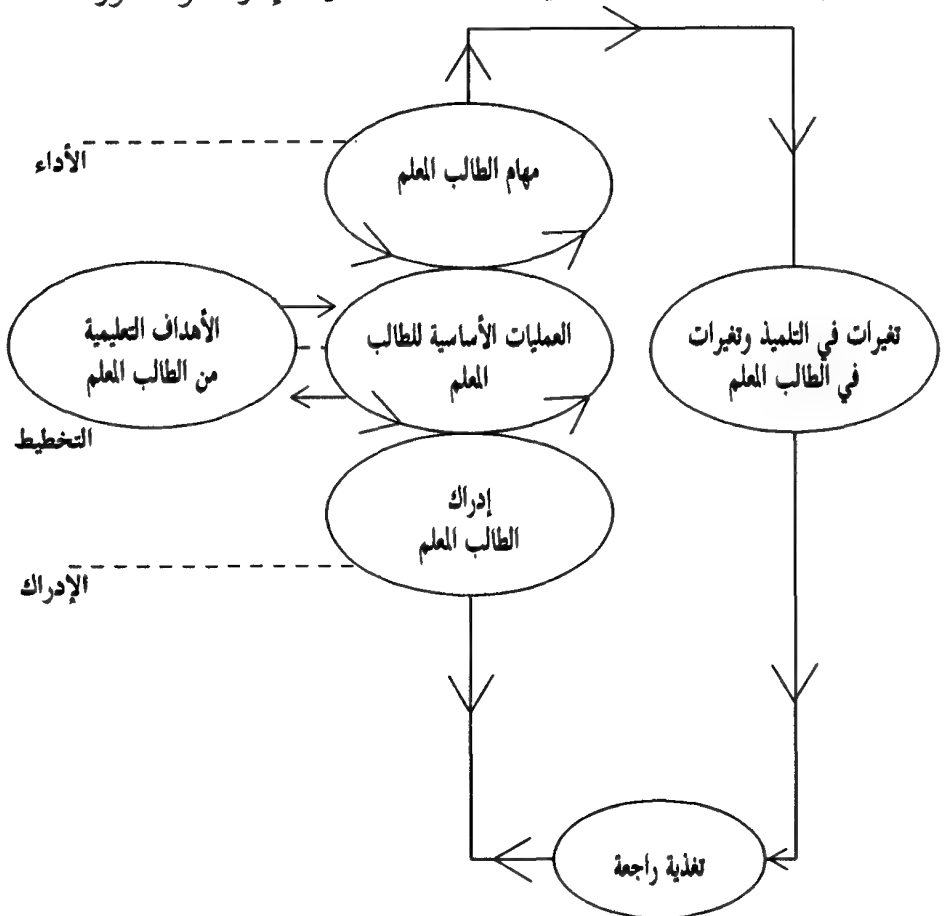 الأداء
مهام الطالب المعلم
الأهداف التعليمية
من الطالب المعلم
العمليات الأساسية للطالب
المعلم
تغيرات في التلميذ وتغيرات
في الطالب المعلم
التخطيط
إدراك
الطالب المعلم
الإدراك
تغذية راجعة